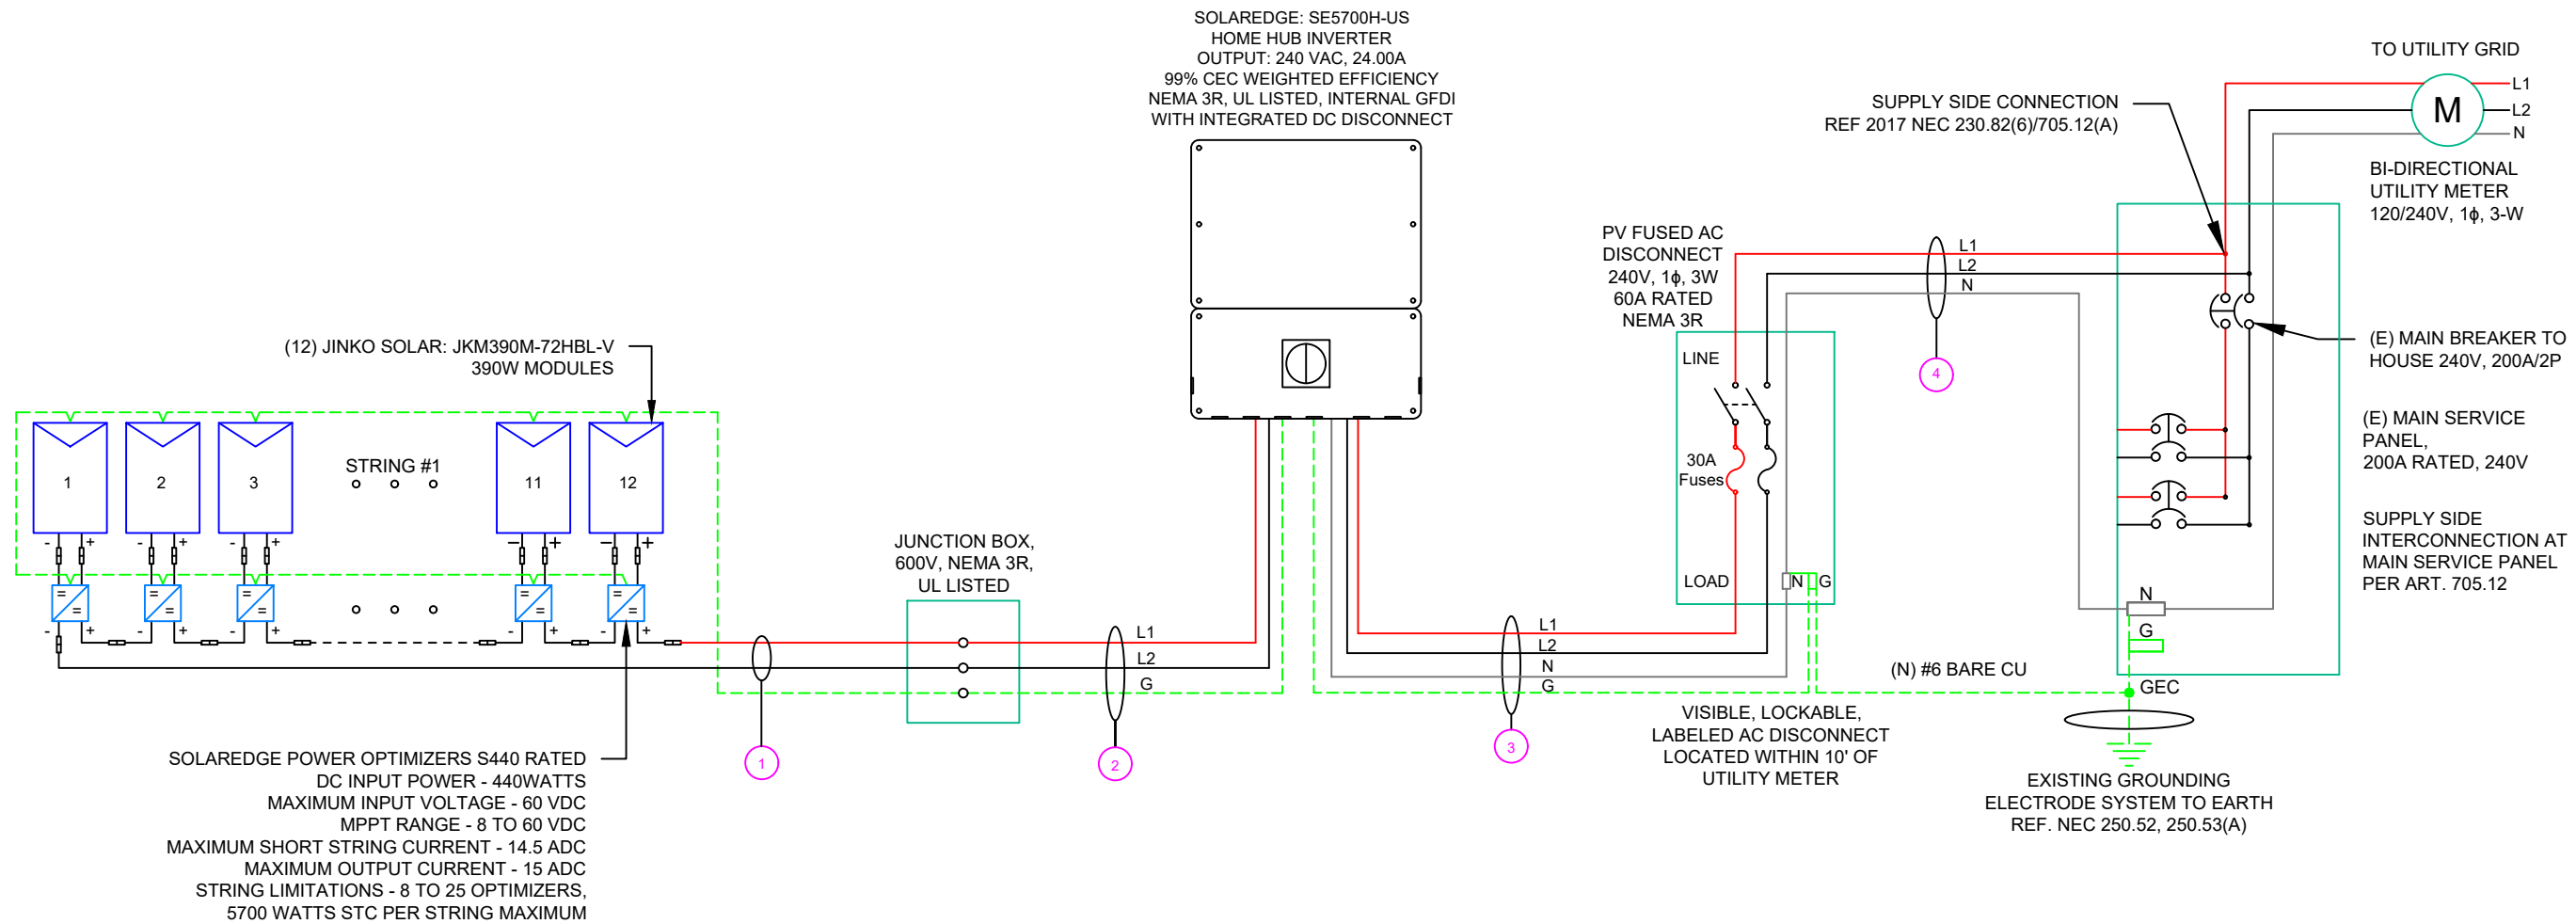 SOLAREDGE: SE5700H-US
HOME HUB INVERTER
OUTPUT: 240 VAC, 24.00A
99% CEC WEIGHTED EFFICIENCY
NEMA 3R, UL LISTED, INTERNAL GFDI
WITH INTEGRATED DC DISCONNECT
TO UTILITY GRID
L1
L2
N
M
SUPPLY SIDE CONNECTION
REF 2017 NEC 230.82(6)/705.12(A)
BI-DIRECTIONAL
UTILITY METER
120/240V, 1ϕ, 3-W
PV FUSED AC
DISCONNECT
240V, 1ϕ, 3W
60A RATED
NEMA 3R
L1
L2
N
4
LINE
30A
Fuses
LOAD
N
G
(E) MAIN BREAKER TO
HOUSE 240V, 200A/2P
(E) MAIN SERVICE
PANEL,
200A RATED, 240V
SUPPLY SIDE
INTERCONNECTION AT
MAIN SERVICE PANEL
PER ART. 705.12
N
G
GEC
(12) JINKO SOLAR: JKM390M-72HBL-V
390W MODULES
STRING #1
1
2
3
11
12
- + - + - + - + - +
= = = = = = = = = =
- + - + - + - + - +
JUNCTION BOX,
600V, NEMA 3R,
UL LISTED
L1
L2
G
1
2
L1
L2
N
G
3
(N) #6 BARE CU
VISIBLE, LOCKABLE,
LABELED AC DISCONNECT
LOCATED WITHIN 10' OF
UTILITY METER
EXISTING GROUNDING
ELECTRODE SYSTEM TO EARTH
REF. NEC 250.52, 250.53(A)
SOLAREDGE POWER OPTIMIZERS S440 RATED
DC INPUT POWER - 440WATTS
MAXIMUM INPUT VOLTAGE - 60 VDC
MPPT RANGE - 8 TO 60 VDC
MAXIMUM SHORT STRING CURRENT - 14.5 ADC
MAXIMUM OUTPUT CURRENT - 15 ADC
STRING LIMITATIONS - 8 TO 25 OPTIMIZERS,
5700 WATTS STC PER STRING MAXIMUM